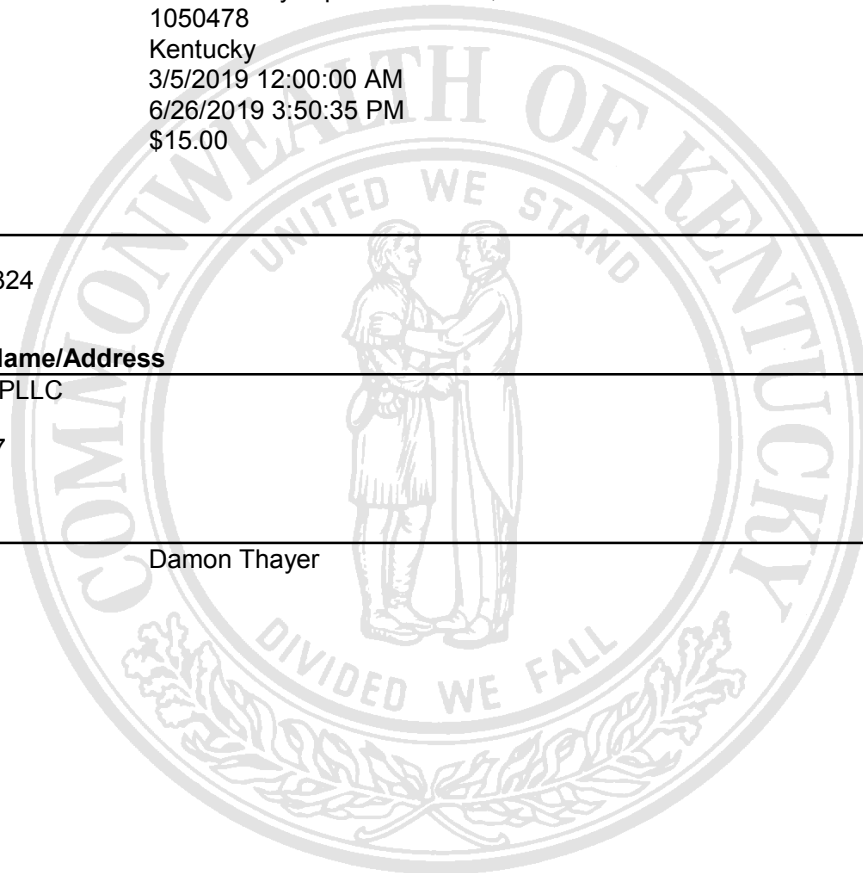 1050478
Kentucky
3/5/2019 12:00:00 AM
6/26/2019 3:50:35 PM
$15.00
COMMONWEALTH OF KENTUCKY
UNITED WE STAND
324
Name/Address
PLLC
7
Damon Thayer
DIVIDED WE FALL